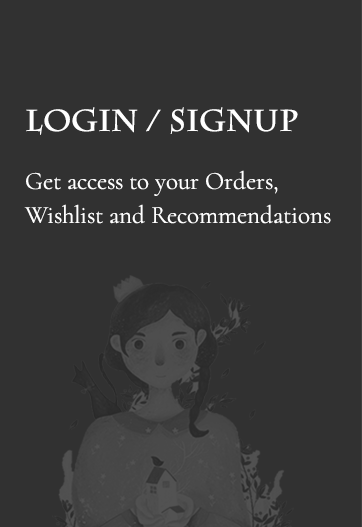 LOGIN / SIGNUP
Get access to your Orders,
Wishlist and Recommendations